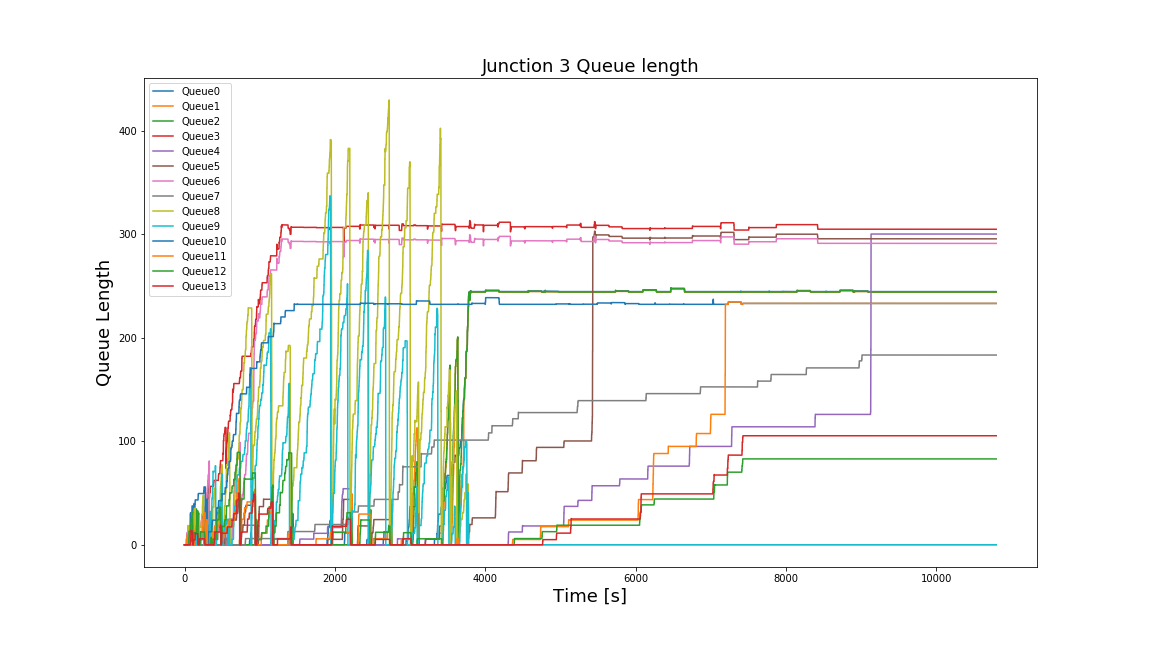 Junction 3 Queue length
Queue0
Queue1
Queue2
Queue3
Queue4
Queue5
Queue6
Queue7
Queue8
Queue9
Queue10
Queue11
Queue12
Queue13
400
300
200
100
0
Queue Length
0 2000 4000 6000 8000 10000
Time [s]